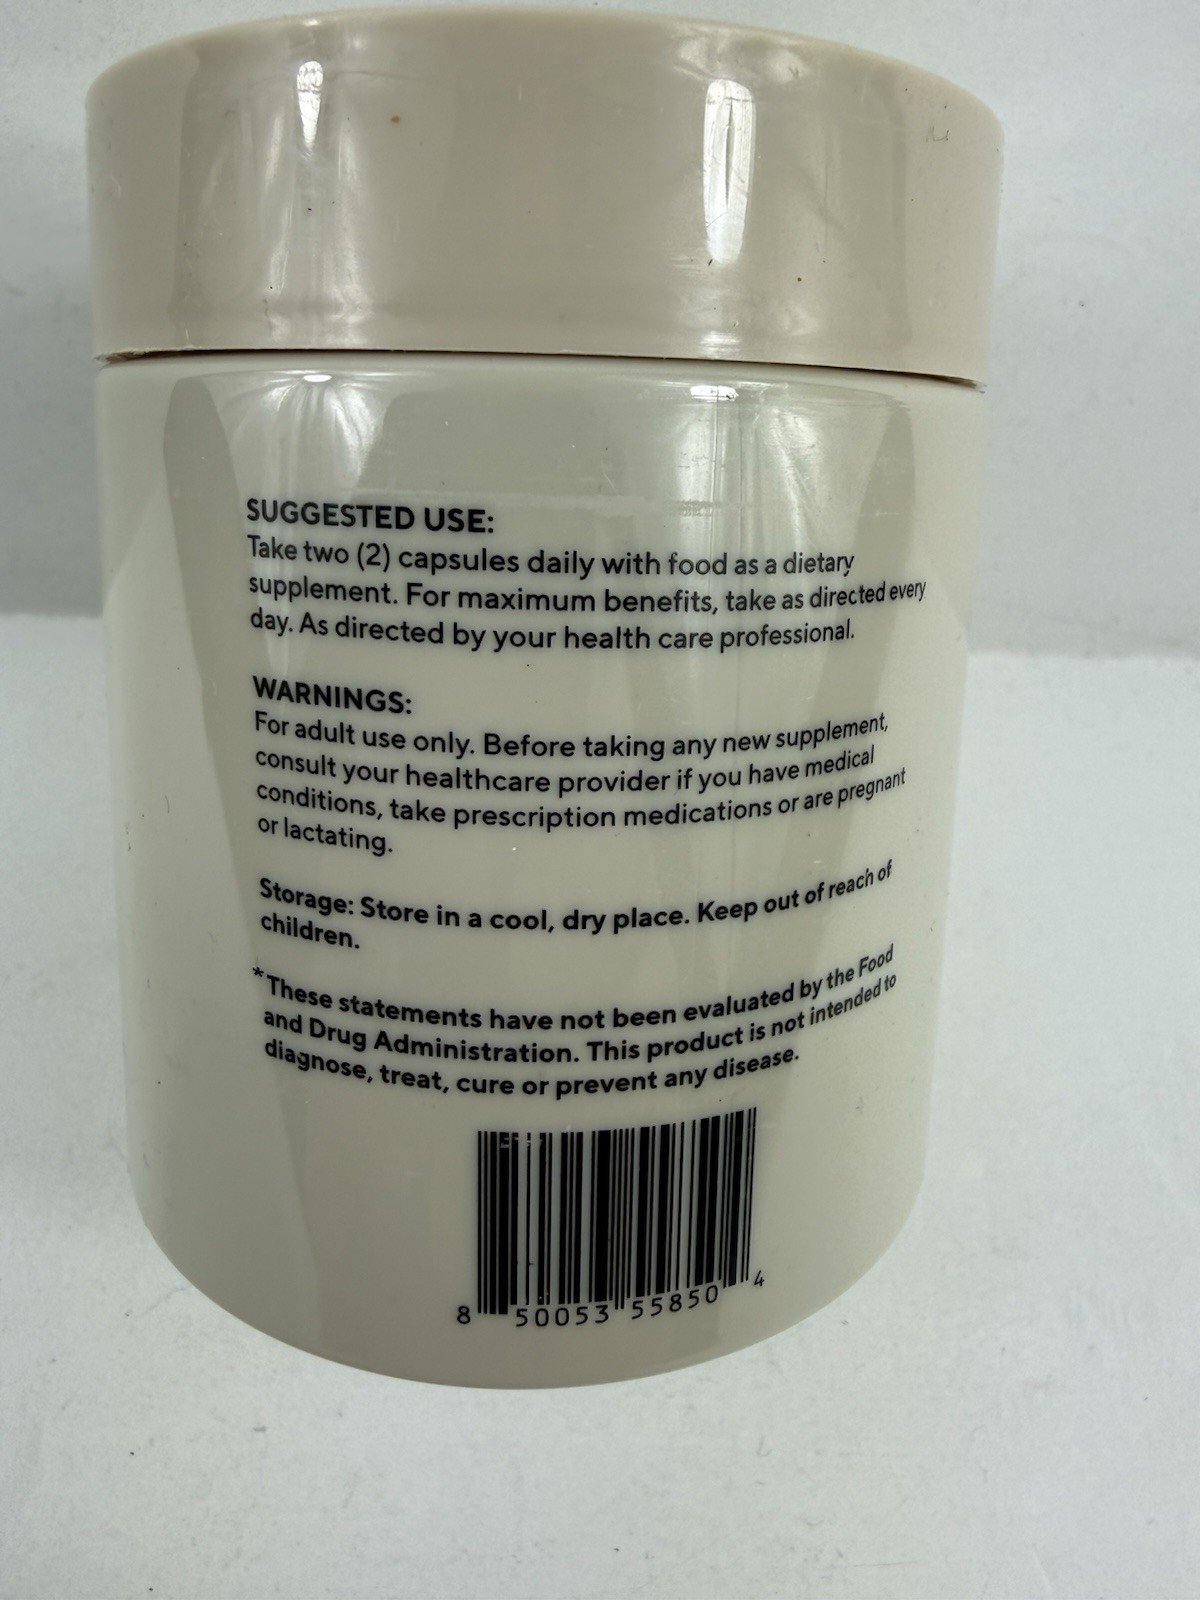 SUGGESTED USE:
Take two (2) capsules daily with food as a dietary
supplement. For maximum benefits, take as directed every
day. As directed by your health care professional.
WARNINGS:
For adult use only. Before taking any new supplement,
consult your healthcare provider if you have medical
conditions, take prescription medications or are pregnant
or lactating.
Storage: Store in a cool, dry place. Keep out of reach of
children.
*These statements have not been evaluated by the Food
and Drug Administration. This product is not intended to
diagnose, treat, cure or prevent any disease.
8 50053 55850 4